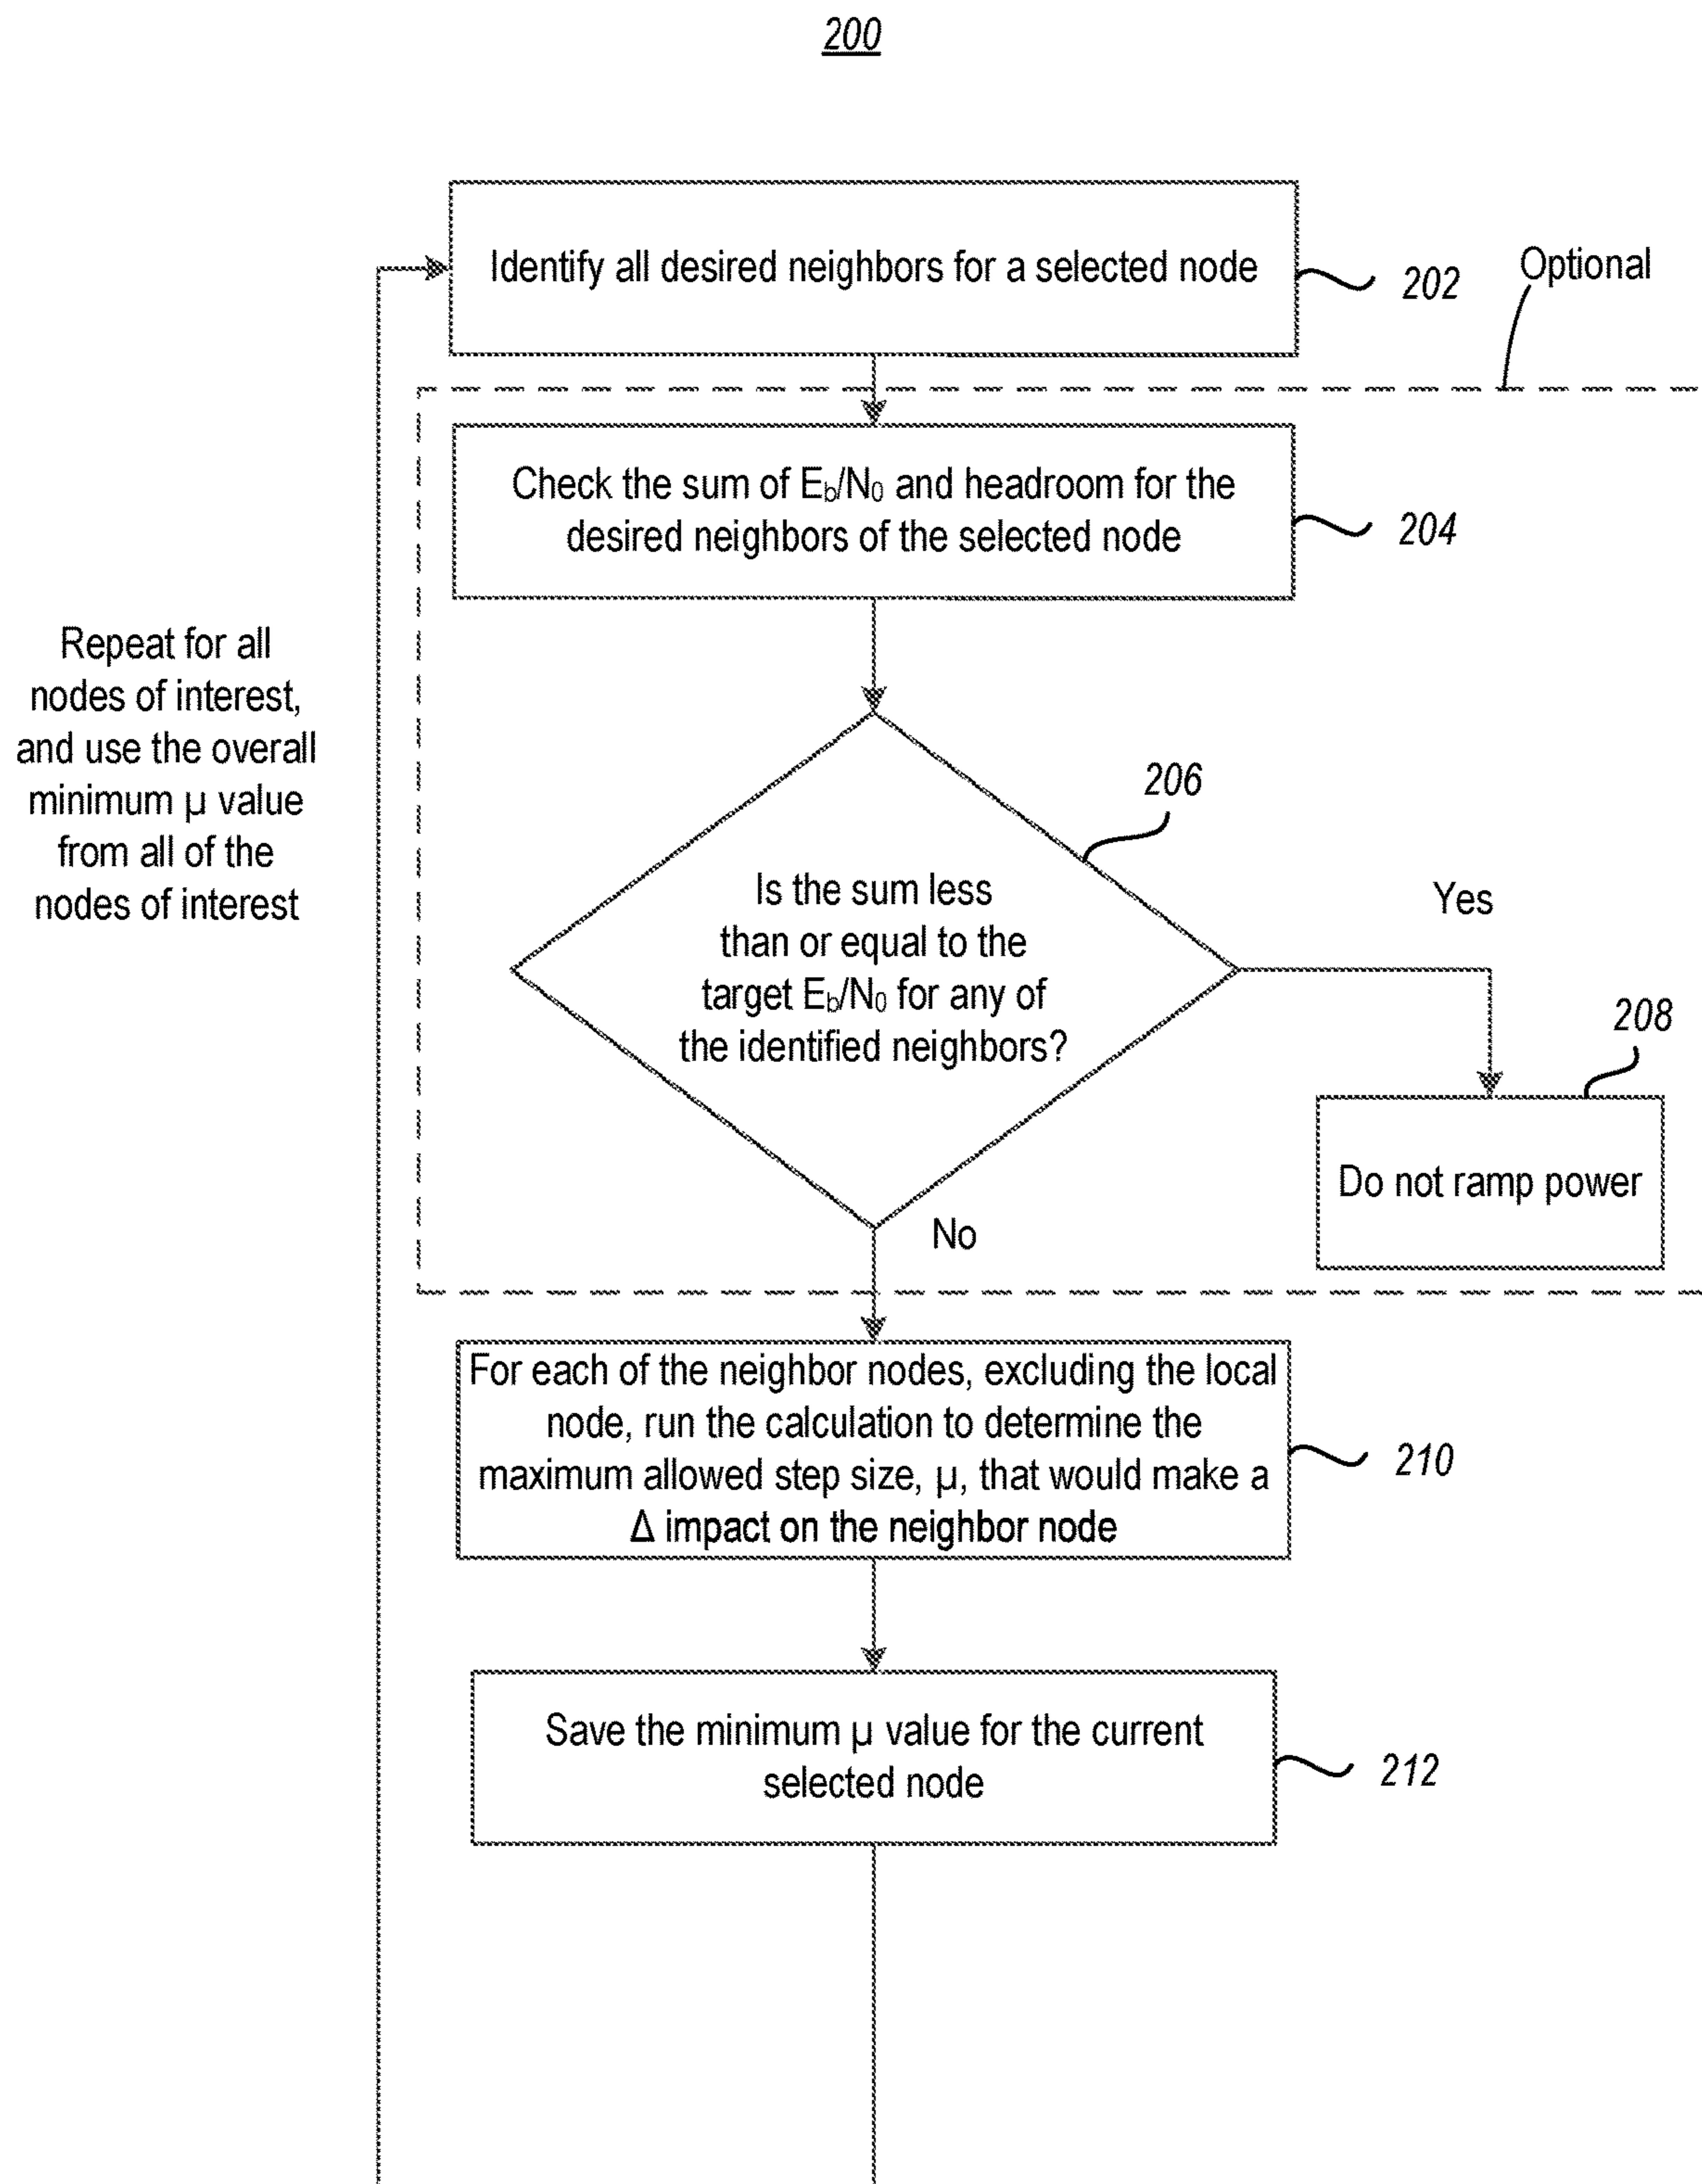 200
Identify all desired neighbors for a selected node
202
Optional
Check the sum of Eb/N0 and headroom for the
desired neighbors of the selected node
204
Repeat for all
nodes of interest,
and use the overall
minimum μ value
from all of the
nodes of interest
206
Is the sum less
than or equal to the
target Eb/N0 for any of
the identified neighbors?
Yes
208
Do not ramp power
No
For each of the neighbor nodes, excluding the local
node, run the calculation to determine the
maximum allowed step size, μ, that would make a
Δ impact on the neighbor node
210
Save the minimum μ value for the current
selected node
212